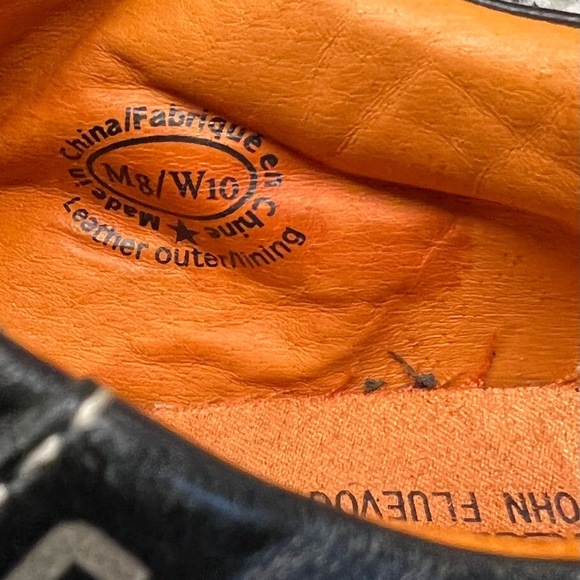 Made in China/Fabriqué en Chine
M8/W10
Leather outer/lining
JOHN FLUEVOG